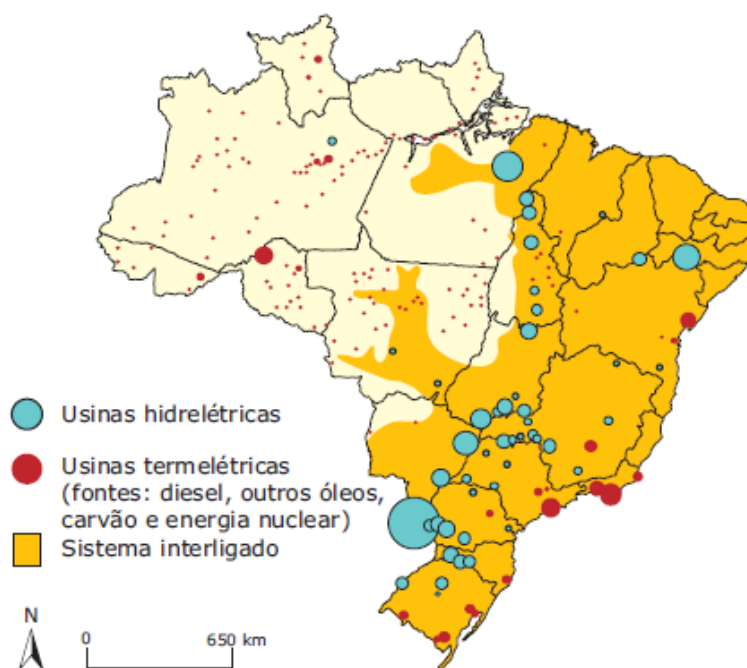 Usinas hidrelétricas
Usinas termelétricas
(fontes: diesel, outros óleos,
carvão e energia nuclear)
Sistema interligado
N
0
650 km